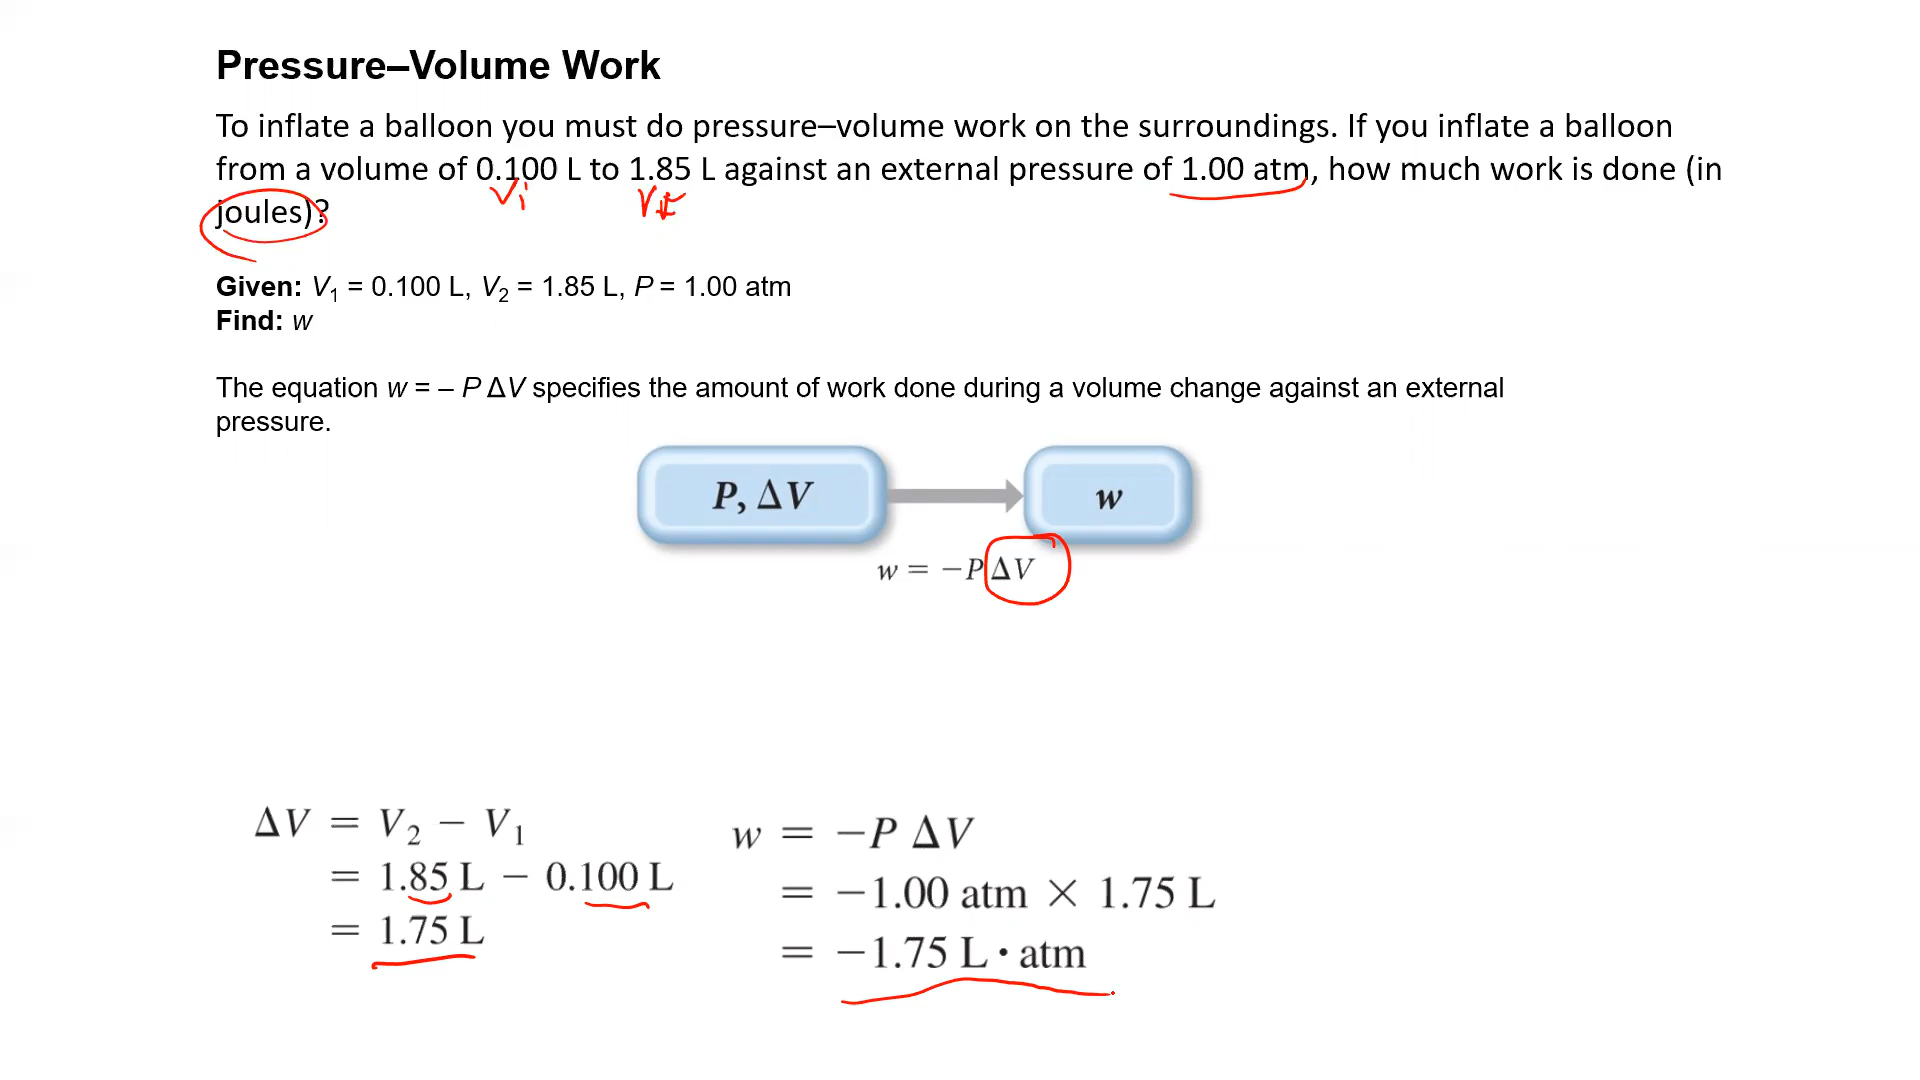 Pressure–Volume Work
To inflate a balloon you must do pressure–volume work on the surroundings. If you inflate a balloon
from a volume of 0.100 L to 1.85 L against an external pressure of 1.00 atm, how much work is done (in
Vi Vf
joules)?
Given: V₁ = 0.100 L, V₂ = 1.85 L, P = 1.00 atm
Find: w
The equation w = – P ΔV specifies the amount of work done during a volume change against an external
pressure.
P, ΔV
w
w = −P ΔV
ΔV = V₂ − V₁
= 1.85 L − 0.100 L
= 1.75 L
w = −P ΔV
= −1.00 atm × 1.75 L
= −1.75 L · atm